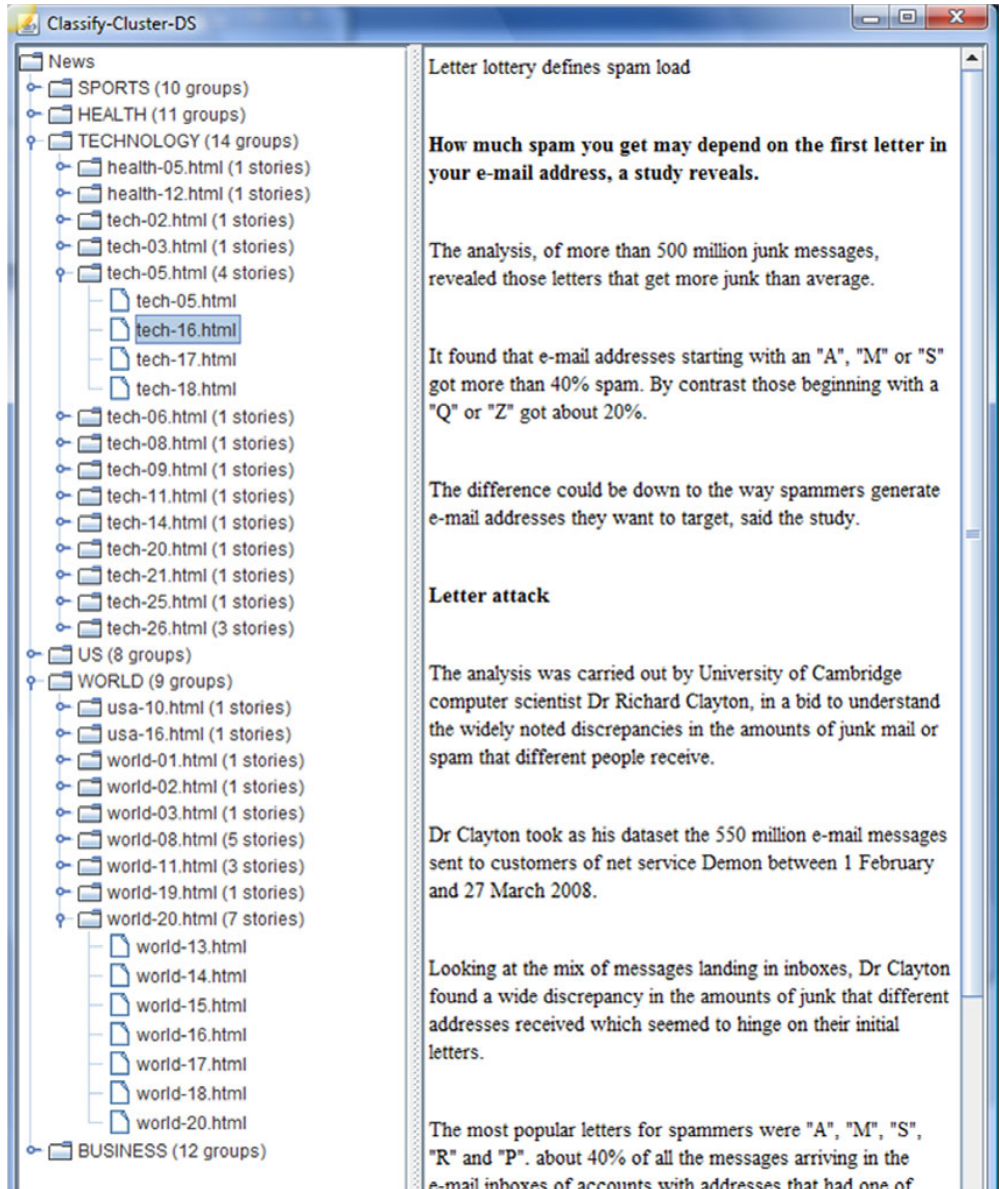 Classify-Cluster-DS
News
SPORTS (10 groups)
HEALTH (11 groups)
TECHNOLOGY (14 groups)
health-05.html (1 stories)
health-12.html (1 stories)
tech-02.html (1 stories)
tech-03.html (1 stories)
tech-05.html (4 stories)
tech-05.html
tech-16.html
tech-17.html
tech-18.html
tech-06.html (1 stories)
tech-08.html (1 stories)
tech-09.html (1 stories)
tech-11.html (1 stories)
tech-14.html (1 stories)
tech-20.html (1 stories)
tech-21.html (1 stories)
tech-25.html (1 stories)
tech-26.html (3 stories)
US (8 groups)
WORLD (9 groups)
usa-10.html (1 stories)
usa-16.html (1 stories)
world-01.html (1 stories)
world-02.html (1 stories)
world-03.html (1 stories)
world-08.html (5 stories)
world-11.html (3 stories)
world-19.html (1 stories)
world-20.html (7 stories)
world-13.html
world-14.html
world-15.html
world-16.html
world-17.html
world-18.html
world-20.html
BUSINESS (12 groups)
Letter lottery defines spam load
How much spam you get may depend on the first letter in
your e-mail address, a study reveals.
The analysis, of more than 500 million junk messages,
revealed those letters that get more junk than average.
It found that e-mail addresses starting with an "A", "M" or "S"
got more than 40% spam. By contrast those beginning with a
"Q" or "Z" got about 20%.
The difference could be down to the way spammers generate
e-mail addresses they want to target, said the study.
Letter attack
The analysis was carried out by University of Cambridge
computer scientist Dr Richard Clayton, in a bid to understand
the widely noted discrepancies in the amounts of junk mail or
spam that different people receive.
Dr Clayton took as his dataset the 550 million e-mail messages
sent to customers of net service Demon between 1 February
and 27 March 2008.
Looking at the mix of messages landing in inboxes, Dr Clayton
found a wide discrepancy in the amounts of junk that different
addresses received which seemed to hinge on their initial
letters.
The most popular letters for spammers were "A", "M", "S",
"R" and "P". about 40% of all the messages arriving in the
e-mail inboxes of accounts with addresses that had one of